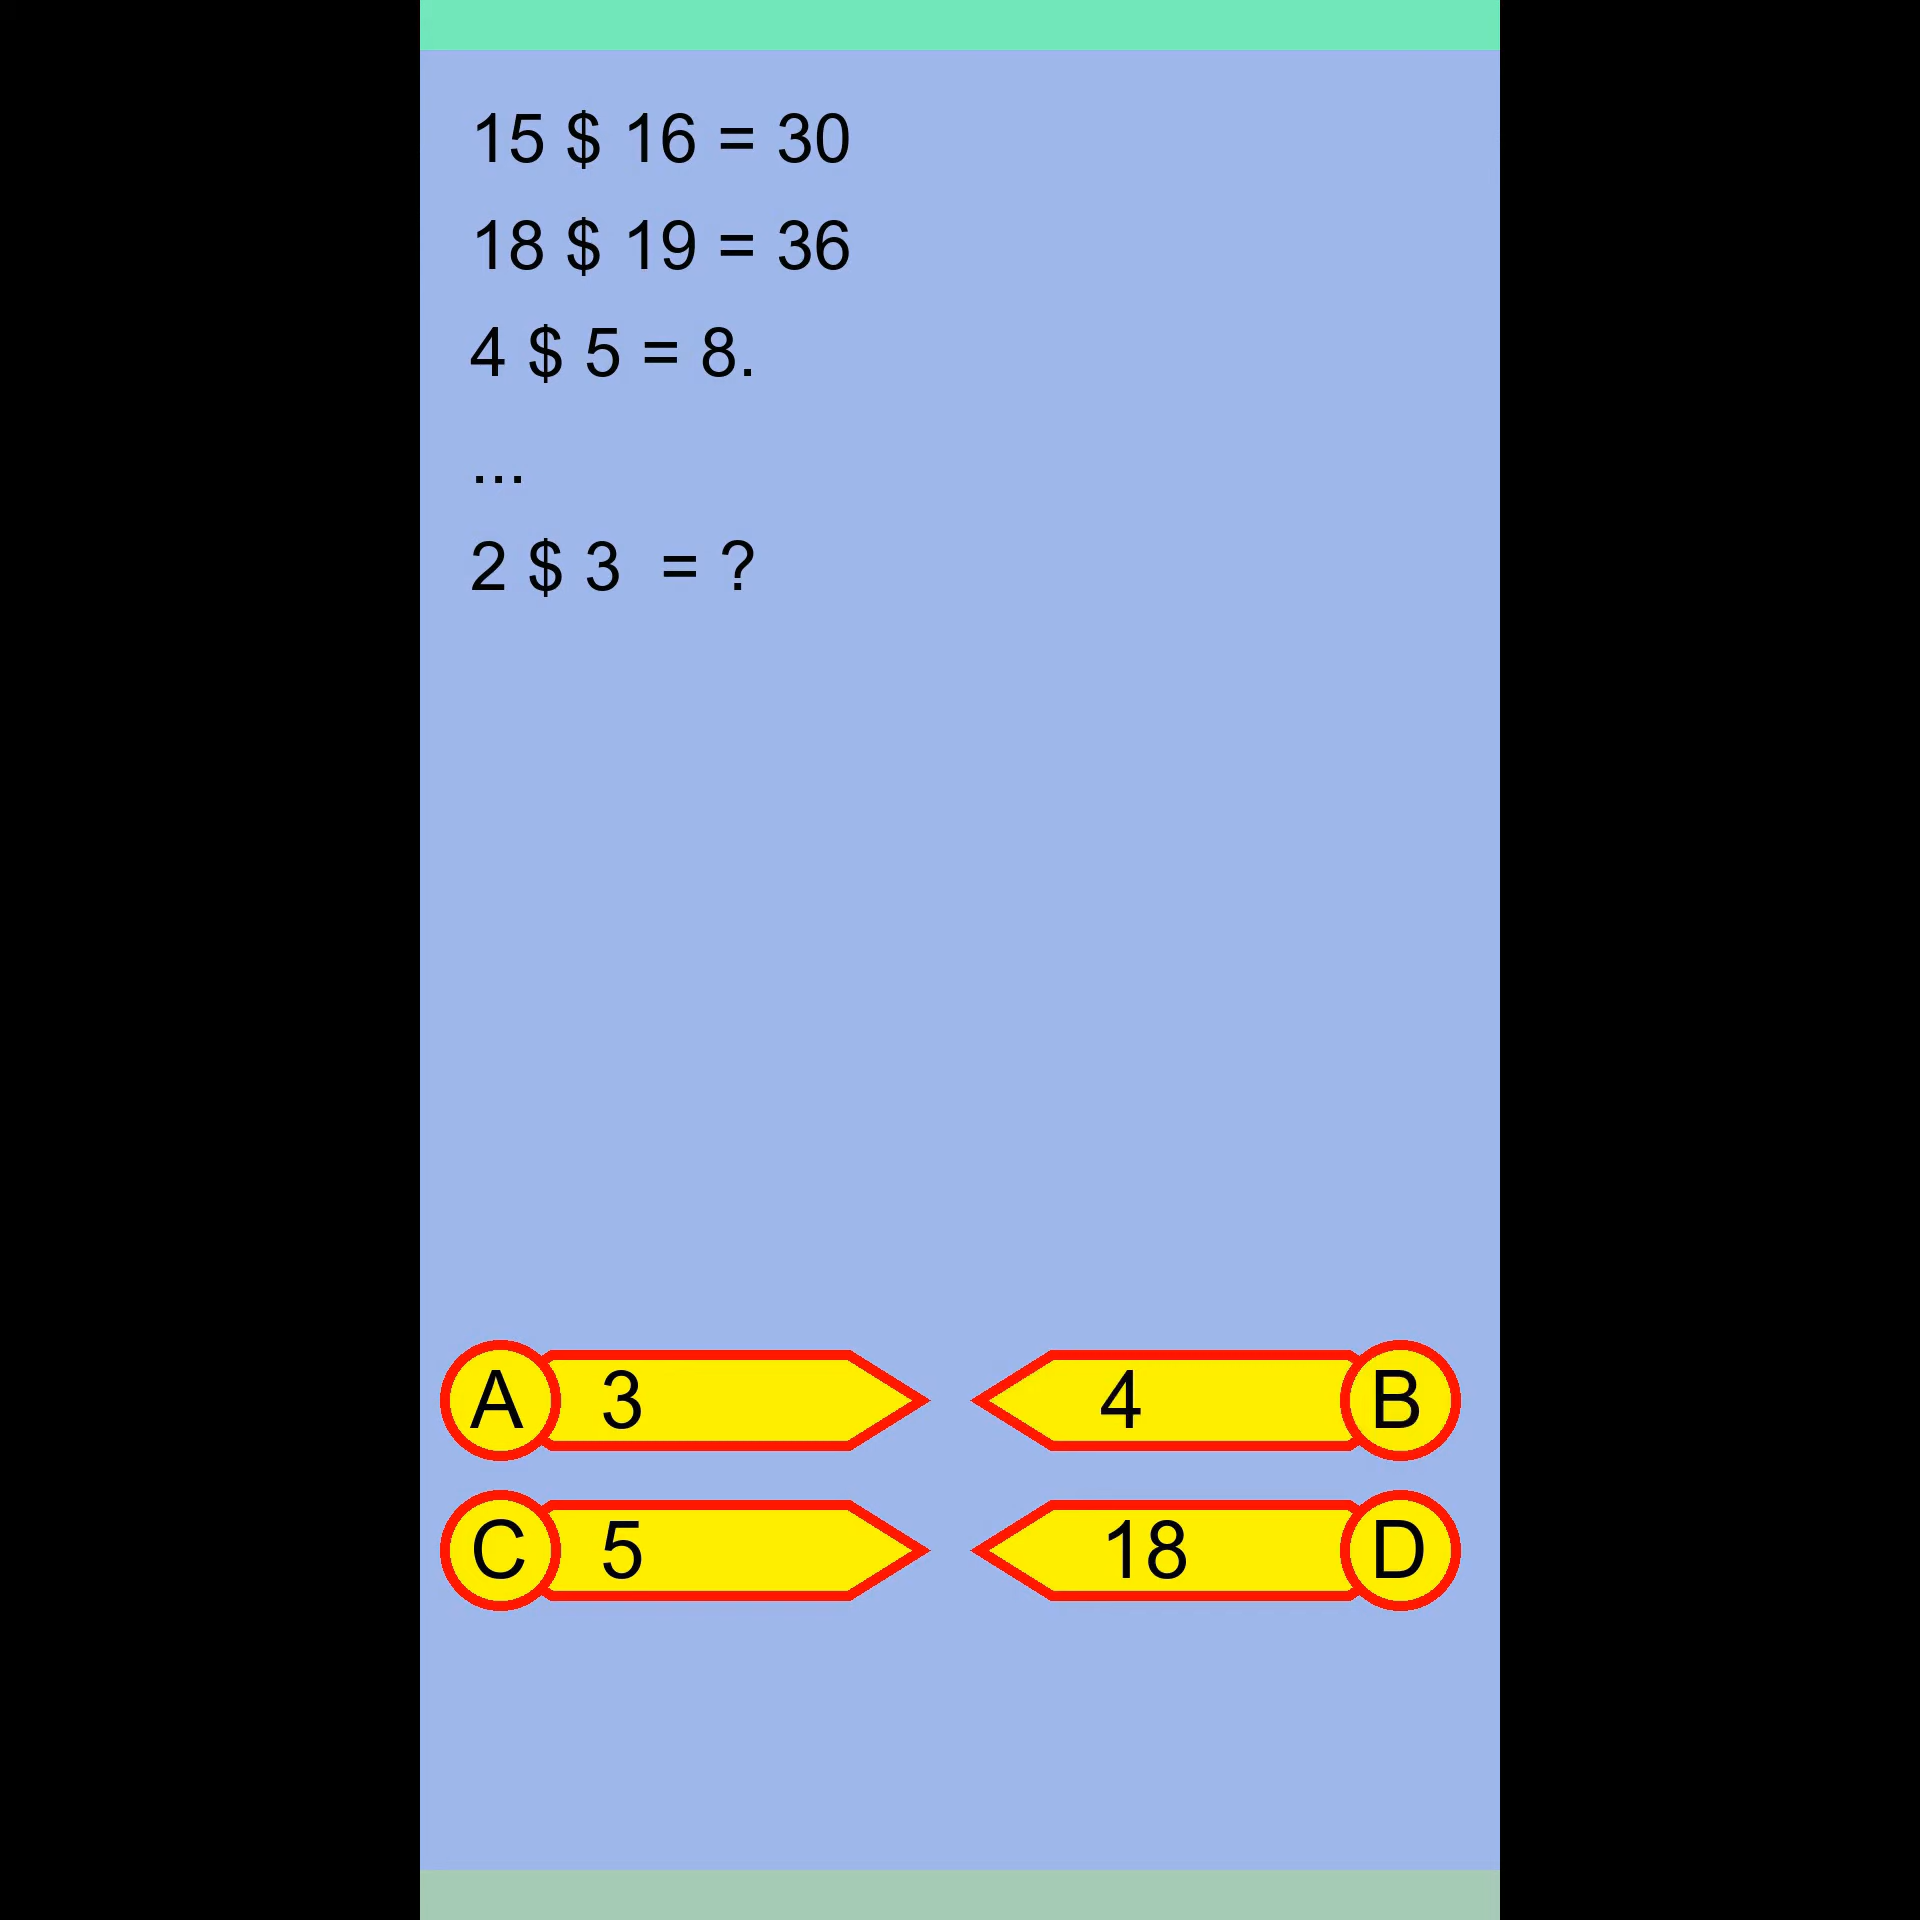 15 $ 16 = 30
18 $ 19 = 36
4 $ 5 = 8.
...
2 $ 3  = ?
A 3
4 B
C 5
18 D